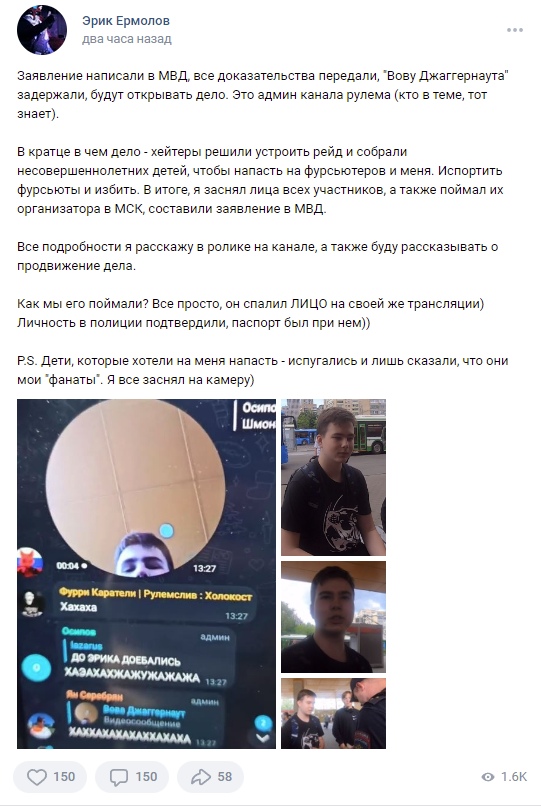 Эрик Ермолов
два часа назад
Заявление написали в МВД, все доказательства передали, "Вову Джаггернаута"
задержали, будут открывать дело. Это админ канала рулема (кто в теме, тот
знает).
В кратце в чем дело - хейтеры решили устроить рейд и собрали
несовершеннолетних детей, чтобы напасть на фурсьютеров и меня. Испортить
фурсьюты и избить. В итоге, я заснял лица всех участников, а также поймал их
организатора в МСК, составили заявление в МВД.
Все подробности я расскажу в ролике на канале, а также буду рассказывать о
продвижение дела.
Как мы его поймали? Все просто, он спалил ЛИЦО на своей же трансляции)
Личность в полиции подтвердили, паспорт был при нем))
P.S. Дети, которые хотели на меня напасть - испугались и лишь сказали, что они
мои "фанаты". Я все заснял на камеру)
Осипо
Шмон
00:04
13:27
Фурри Каратели | Рулемслив : Холокост
Хахаха
13:27
Осипов
админ
lazarus
ДО ЭРИКА ДОЕБАЛИСЬ
ХАЭАХАХЖАЖУЖАЖАЖА
13:27
Ян Серебрян
админ
Вова Джаггернаут
Видеосообщение
ХАХХАХАХАХАХХАХАХА
13:27
2
150
150
58
1.6K